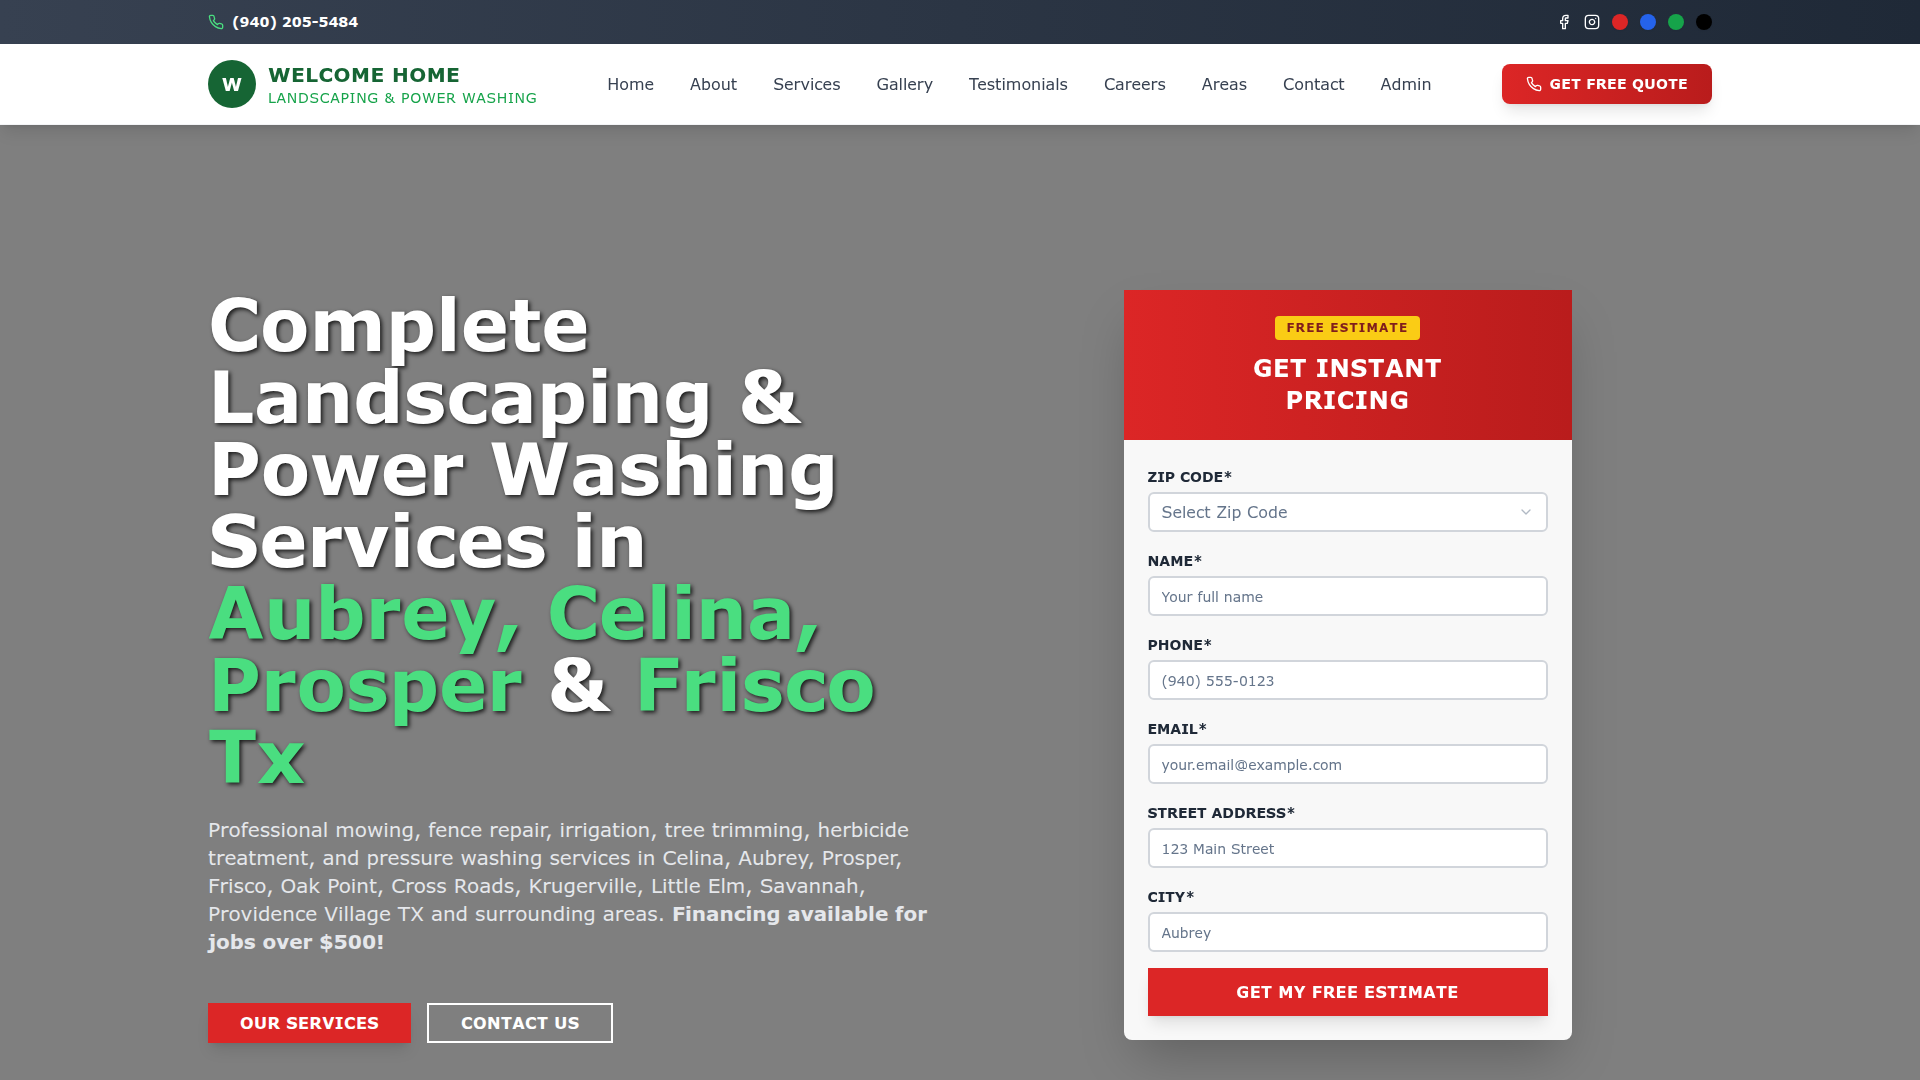 (940) 205-5484
W
WELCOME HOME
LANDSCAPING & POWER WASHING
Home
About
Services
Gallery
Testimonials
Careers
Areas
Contact
Admin
GET FREE QUOTE
Complete
Landscaping &
Power Washing
Services in
Aubrey, Celina,
Prosper & Frisco
Tx
Professional mowing, fence repair, irrigation, tree trimming, herbicide
treatment, and pressure washing services in Celina, Aubrey, Prosper,
Frisco, Oak Point, Cross Roads, Krugerville, Little Elm, Savannah,
Providence Village TX and surrounding areas. Financing available for
jobs over $500!
OUR SERVICES
CONTACT US
FREE ESTIMATE
GET INSTANT
PRICING
ZIP CODE*
Select Zip Code
NAME*
Your full name
PHONE*
(940) 555-0123
EMAIL*
your.email@example.com
STREET ADDRESS*
123 Main Street
CITY*
Aubrey
GET MY FREE ESTIMATE